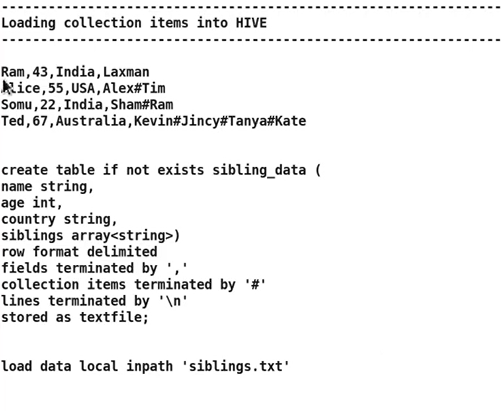 Loading collection items into HIVE
Ram,43,India,Laxman
Alice,55,USA,Alex#Tim
Somu,22,India,Sham#Ram
Ted,67,Australia,Kevin#Jincy#Tanya#Kate
create table if not exists sibling_data (
name string,
age int,
country string,
siblings array<string>)
row format delimited
fields terminated by ','
collection items terminated by '#'
lines terminated by '\n'
stored as textfile;
load data local inpath 'siblings.txt'